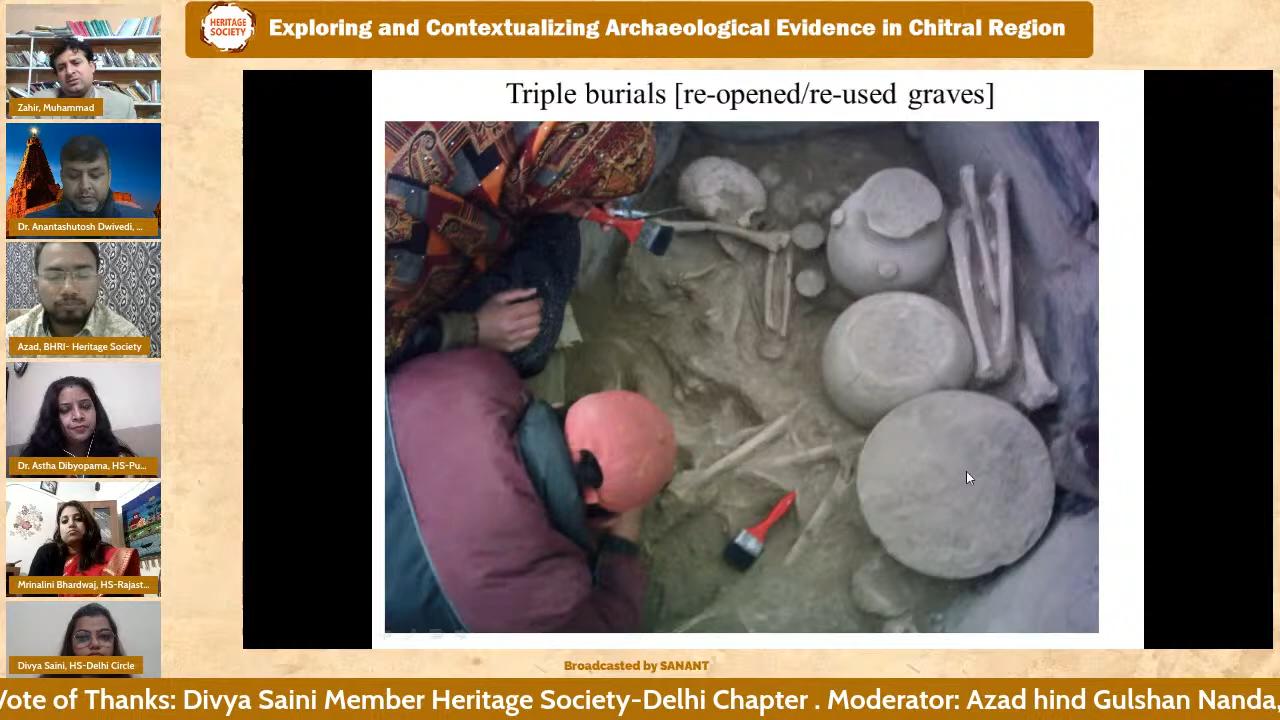 HERITAGE
SOCIETY
Exploring and Contextualizing Archaeological Evidence in Chitral Region
Triple burials [re-opened/re-used graves]
Zahir, Muhammad
Dr. Anantashutosh Dwivedi, ...
Azad, BHRI- Heritage Society
Dr. Astha Dibyopama, HS-Pu...
Mrinalini Bhardwaj, HS-Rajast...
Divya Saini, HS-Delhi Circle
Broadcasted by SANANT
Vote of Thanks: Divya Saini Member Heritage Society-Delhi Chapter . Moderator: Azad hind Gulshan Nanda,